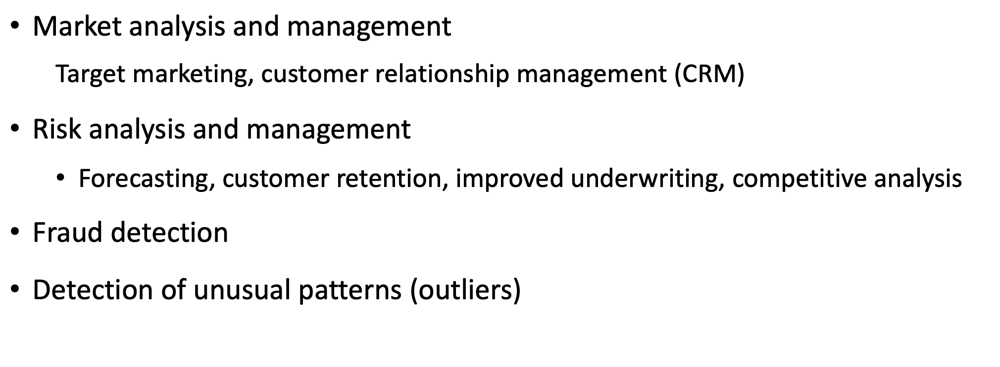 • Market analysis and management
Target marketing, customer relationship management (CRM)
• Risk analysis and management
• Forecasting, customer retention, improved underwriting, competitive analysis
• Fraud detection
• Detection of unusual patterns (outliers)